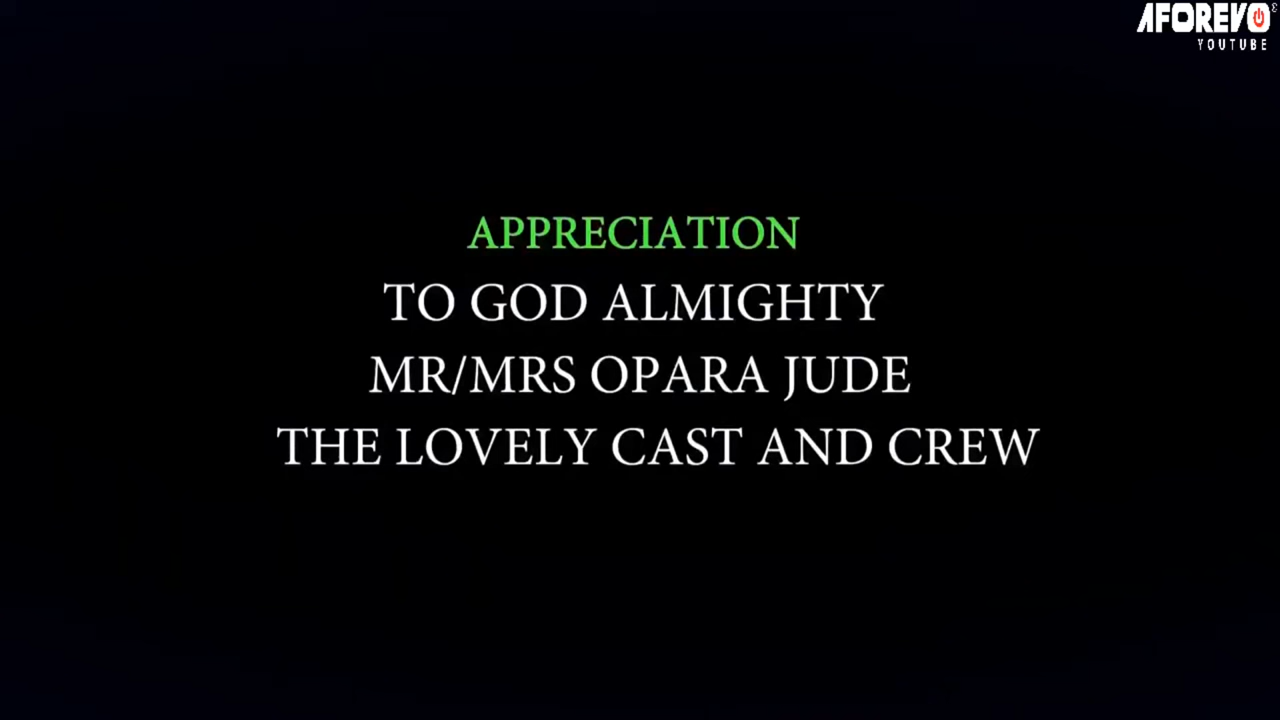 AFOREVO
YOUTUBE
APPRECIATION
TO GOD ALMIGHTY
MR/MRS OPARA JUDE
THE LOVELY CAST AND CREW